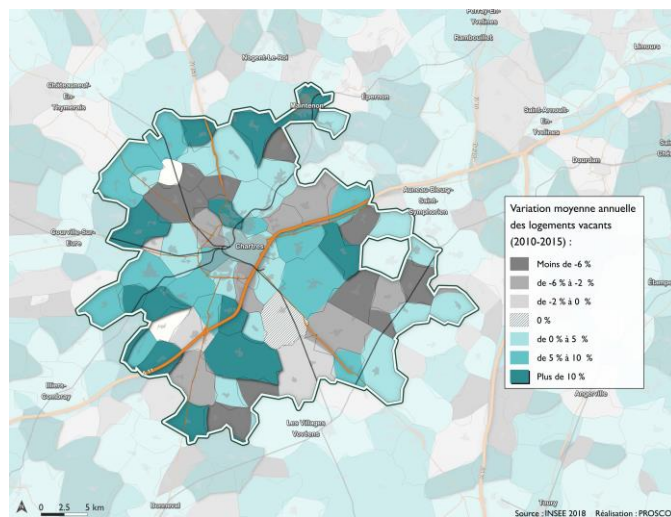 Perray-En-
Yvelines
Rambouillet
Limours
Nogent-Le-Roi
Châteauneuf-
En-
Thymerais
Épernon
Maintenon
Saint-Arnoult-
En-
Yvelines
Dourdan
Auneau-Bleury-
Saint-
Symphorien
Courville-Sur-
Eure
Chartres
Variation moyenne annuelle
des logements vacants
(2010-2015) :
Moins de -6 %
de -6 % à -2 %
de -2 % à 0 %
0 %
de 0 % à 5 %
de 5 % à 10 %
Plus de 10 %
Illiers-
Combray
Angerville
Les Villages
Vovéens
Bonneval
Toury
0 2.5 5 km
Source : INSEE 2018 Réalisation : PROSCOT